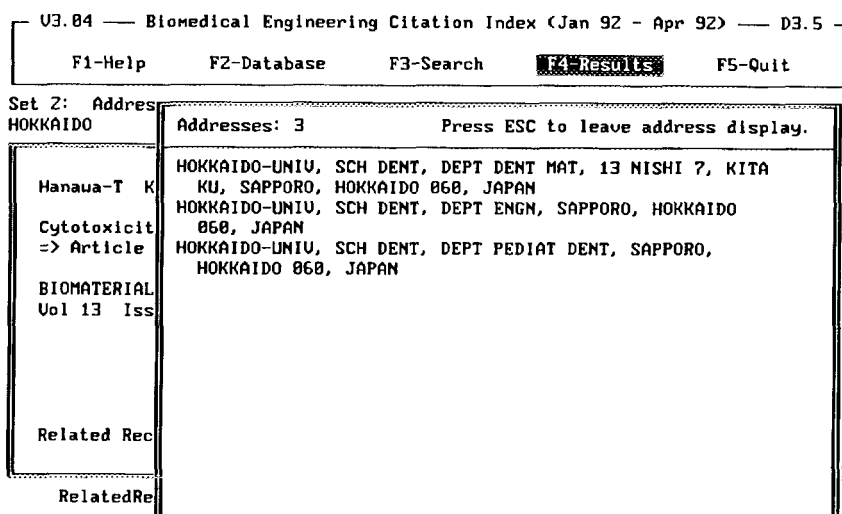 V3.04 — Biomedical Engineering Citation Index (Jan 92 - Apr 92) — D3.5 -
F1-Help F2-Database F3-Search F4-Results F5-Quit
Set 2: Addres
HOKKAIDO
Addresses: 3 Press ESC to leave address display.
HOKKAIDO-UNIV, SCH DENT, DEPT DENT MAT, 13 NISHI 7, KITA
KU, SAPPORO, HOKKAIDO 060, JAPAN
HOKKAIDO-UNIV, SCH DENT, DEPT ENGN, SAPPORO, HOKKAIDO
060, JAPAN
HOKKAIDO-UNIV, SCH DENT, DEPT PEDIAT DENT, SAPPORO,
HOKKAIDO 060, JAPAN
Hanawa-T K
Cytotoxicit
=> Article
BIOMATERIAL
Vol 13 Iss
Related Rec
RelatedRe